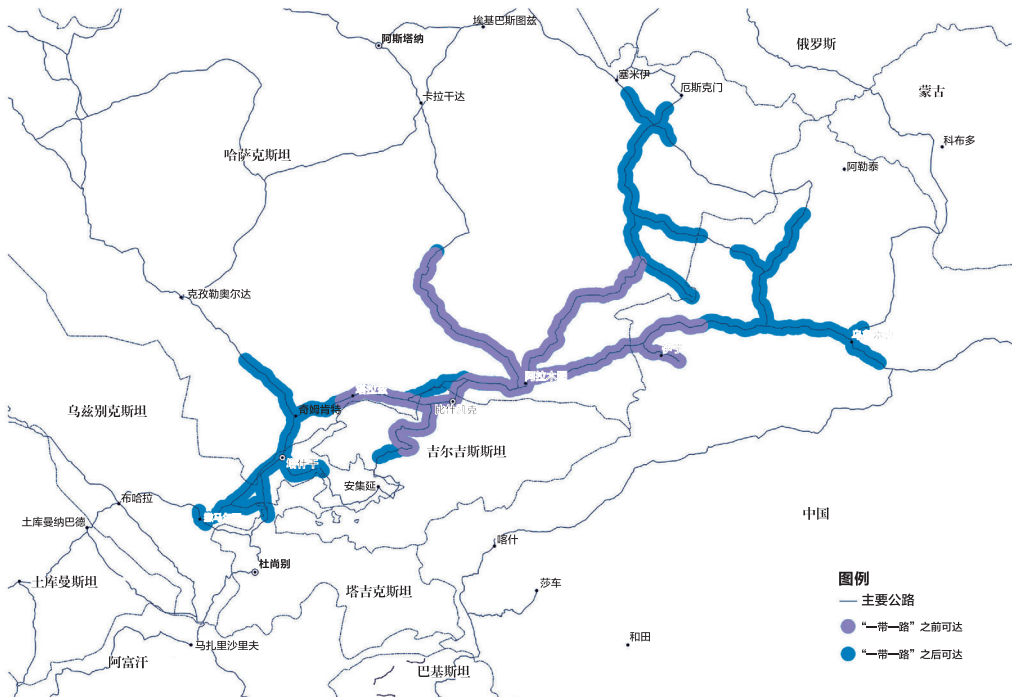 埃基巴斯图兹
阿斯塔纳
俄罗斯
塞米伊
厄斯克门
蒙古
卡拉干达
科布多
哈萨克斯坦
阿勒泰
克孜勒奥尔达
阿拉木图
乌兹别克斯坦
奇姆肯特
比什凯克
吉尔吉斯斯坦
塔什干
安集延
布哈拉
土库曼纳巴德
中国
喀什
杜尚别
土库曼斯坦
塔吉克斯坦
莎车
和田
马扎里沙里夫
阿富汗
巴基斯坦
图例
主要公路
“一带一路”之前可达
“一带一路”之后可达